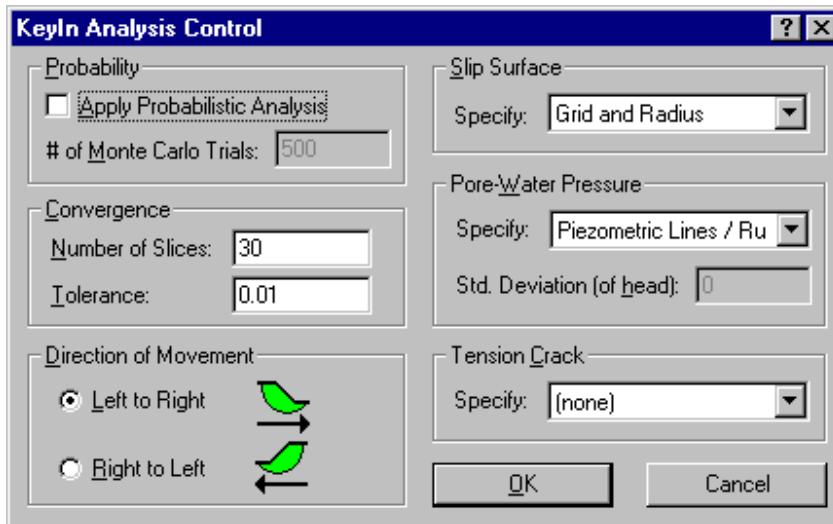 KeyIn Analysis Control
Probability
Apply Probabilistic Analysis
# of Monte Carlo Trials: 500
Convergence
Number of Slices: 30
Tolerance: 0.01
Direction of Movement
Left to Right
Right to Left
Slip Surface
Specify: Grid and Radius
Pore-Water Pressure
Specify: Piezometric Lines / Ru
Std. Deviation (of head): 0
Tension Crack
Specify: (none)
OK
Cancel